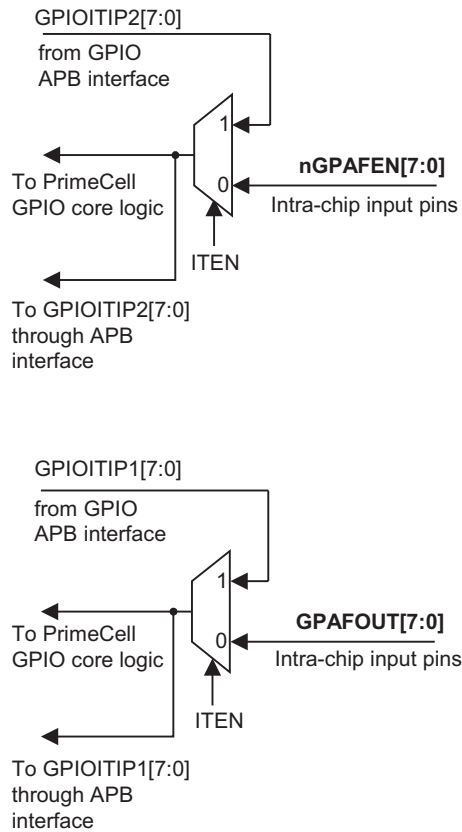 GPIOITIP2[7:0]
from GPIO
APB interface
1
nGPAFEN[7:0]
0
To PrimeCell
GPIO core logic
Intra-chip input pins
ITEN
To GPIOITIP2[7:0]
through APB
interface
GPIOITIP1[7:0]
from GPIO
APB interface
1
GPAFOUT[7:0]
0
To PrimeCell
GPIO core logic
Intra-chip input pins
ITEN
To GPIOITIP1[7:0]
through APB
interface